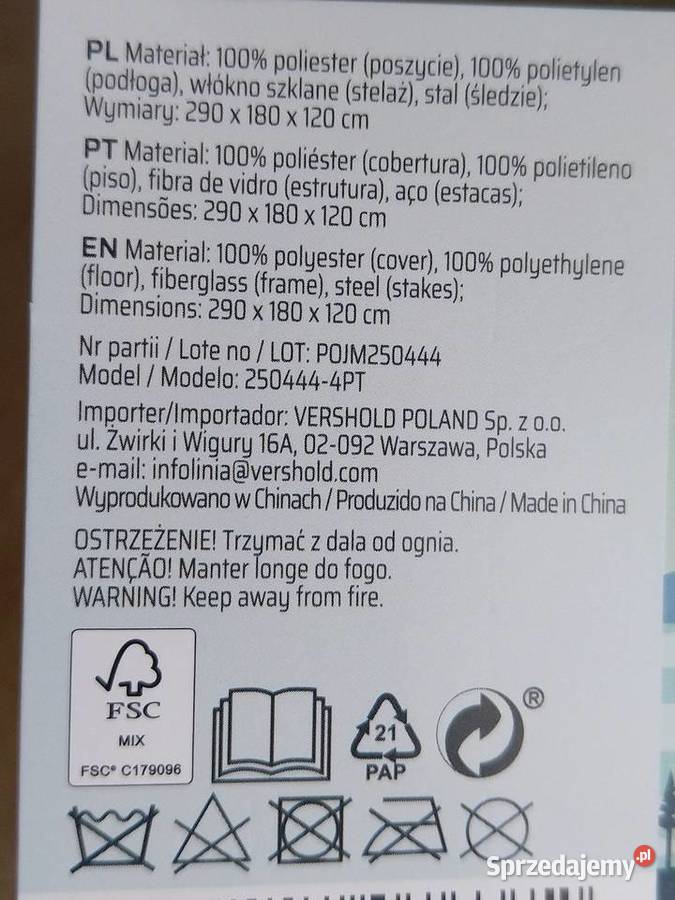 PL Materiał: 100% poliester (poszycie), 100% polietylen
(podłoga), włókno szklane (stelaż), stal (śledzie);
Wymiary: 290 x 180 x 120 cm
PT Material: 100% poliéster (cobertura), 100% polietileno
(piso), fibra de vidro (estrutura), aço (estacas);
Dimensões: 290 x 180 x 120 cm
EN Material: 100% polyester (cover), 100% polyethylene
(floor), fiberglass (frame), steel (stakes);
Dimensions: 290 x 180 x 120 cm
Nr partii / Lote no / LOT: POJM250444
Model / Modelo: 250444-4PT
Importer/Importador: VERSHOLD POLAND Sp. z o.o.
ul. Żwirki i Wigury 16A, 02-092 Warszawa, Polska
e-mail: infolinia@vershold.com
Wyprodukowano w Chinach / Produzido na China / Made in China
OSTRZEŻENIE! Trzymać z dala od ognia.
ATENÇÃO! Manter longe do fogo.
WARNING! Keep away from fire.
FSC
MIX
FSC® C179096
21
PAP
®
Sprzedajemy.pl